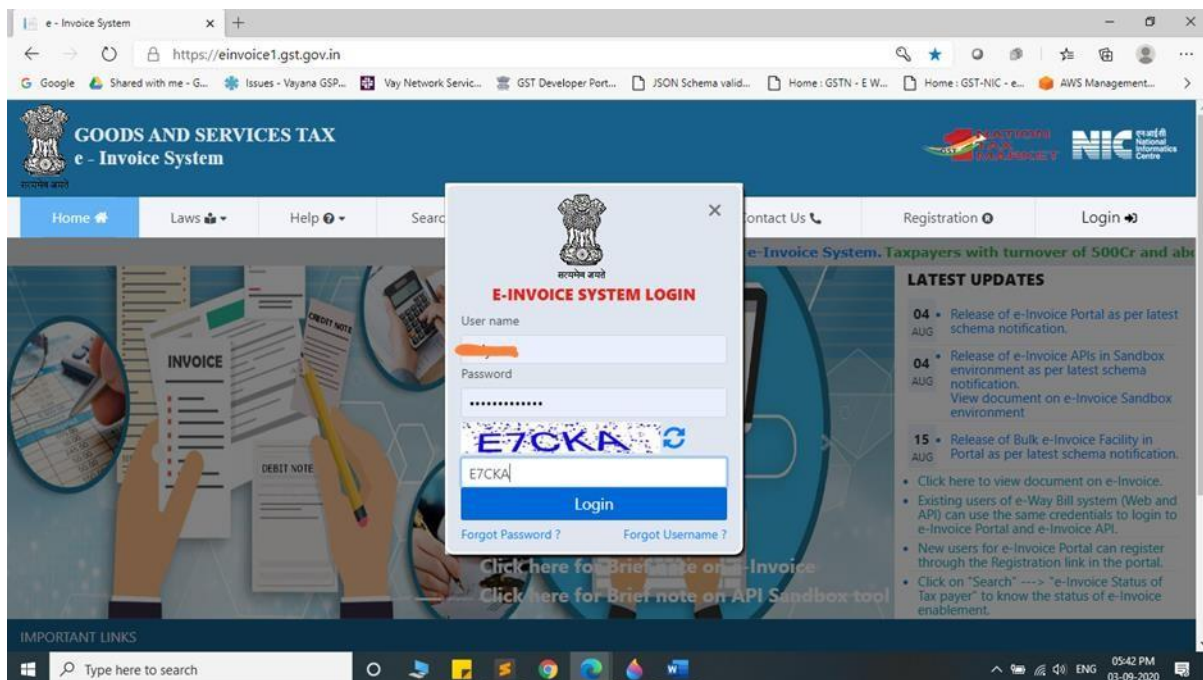 e - Invoice System
https://einvoice1.gst.gov.in
Google
Shared with me - G...
Issues - Vayana GSP...
Vay Network Servic...
GST Developer Port...
JSON Schema valid...
Home : GSTN - E W...
Home : GST-NIC - e...
AWS Management...
GOODS AND SERVICES TAX
e - Invoice System
सत्यमेव जयते
NATION
TAX
MARKET
NIC
एनआईसी
National
Informatics
Centre
Home
Laws
Help
Searc
ontact Us
Registration
Login
e-Invoice System. Taxpayers with turnover of 500Cr and ab
INVOICE
CREDIT NOTE
DEBIT NOTE
सत्यमेव जयते
E-INVOICE SYSTEM LOGIN
User name
Password
•••••••••••••
E7CKA
E7CKA
Login
Forgot Password ?
Forgot Username ?
Click here for Brief note on e-Invoice
Click here for Brief note on API Sandbox tool
LATEST UPDATES
04 AUG
Release of e-Invoice Portal as per latest
schema notification.
04 AUG
Release of e-Invoice APIs in Sandbox
environment as per latest schema
notification.
View document on e-Invoice Sandbox
environment
15 AUG
Release of Bulk e-Invoice Facility in
Portal as per latest schema notification.
Click here to view document on e-Invoice.
Existing users of e-Way Bill system (Web and
API) can use the same credentials to login to
e-Invoice Portal and e-Invoice API.
New users for e-Invoice Portal can register
through the Registration link in the portal.
Click on "Search" ---> "e-Invoice Status of
Tax payer" to know the status of e-Invoice
enablement.
IMPORTANT LINKS
Type here to search
ENG
05:42 PM
03-09-2020